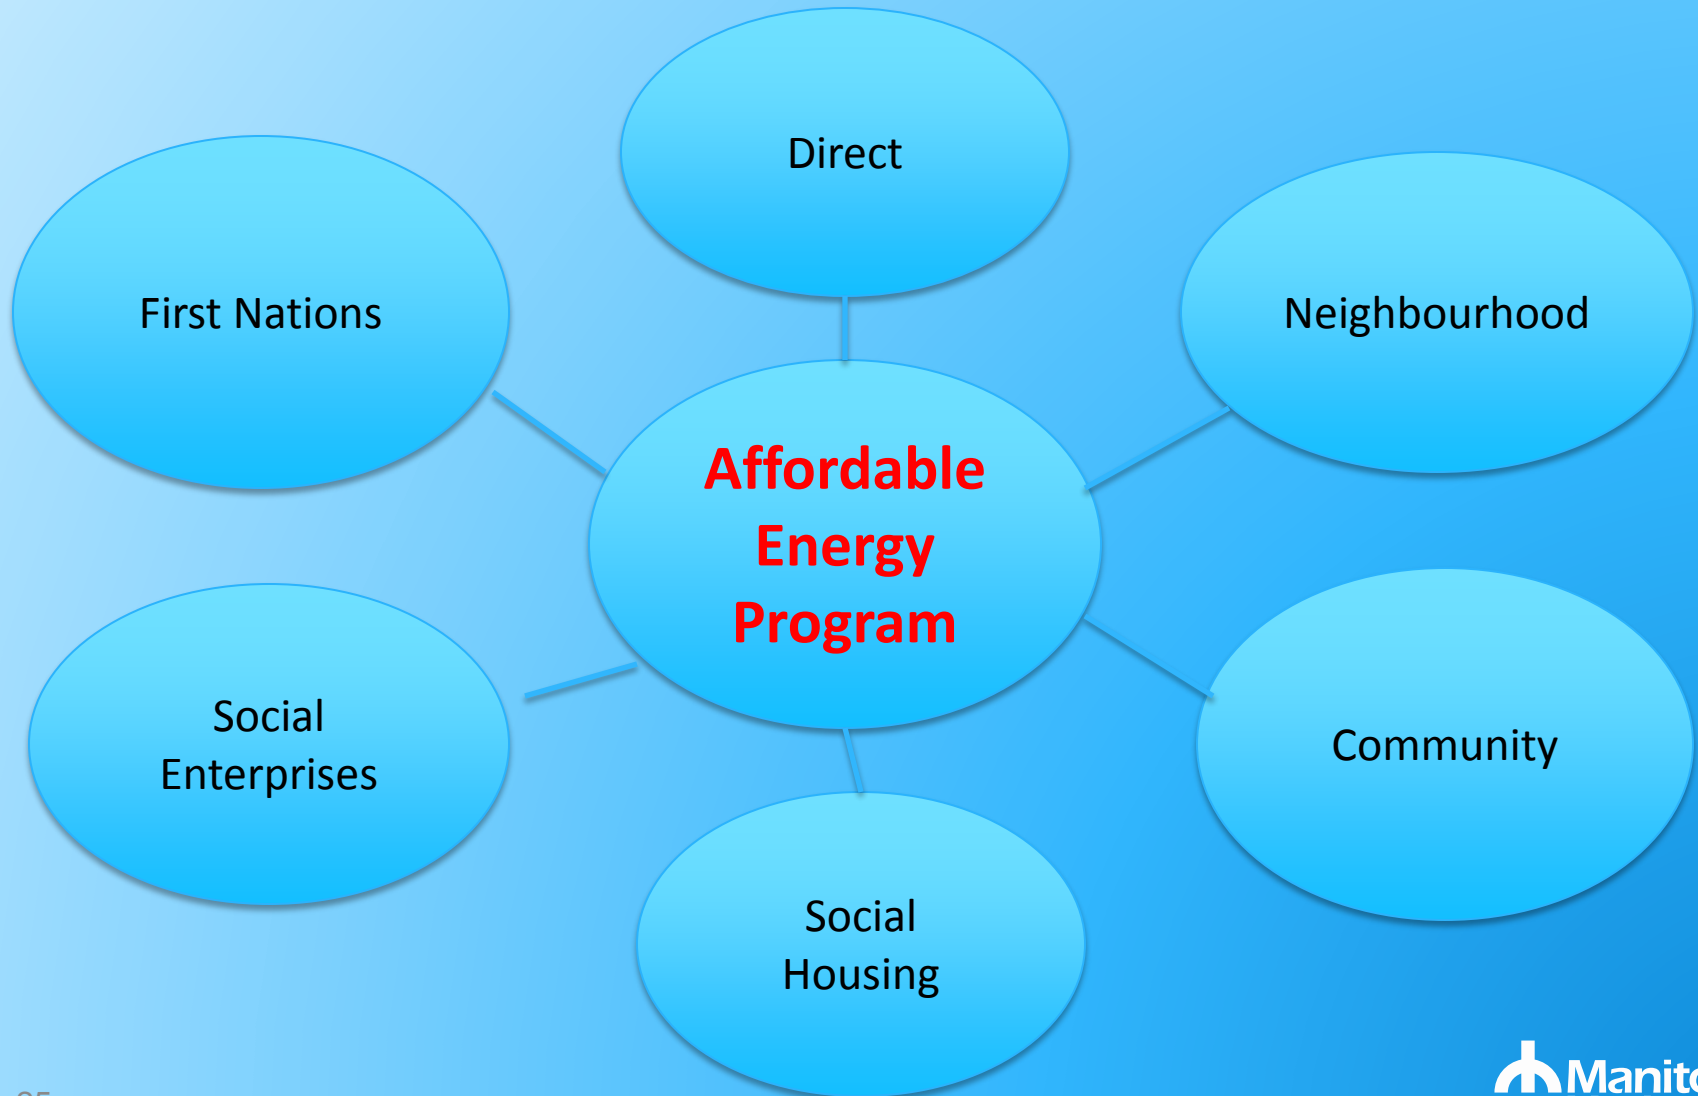 Direct
First Nations
Neighbourhood
Affordable
Energy
Program
Social
Enterprises
Community
Social
Housing